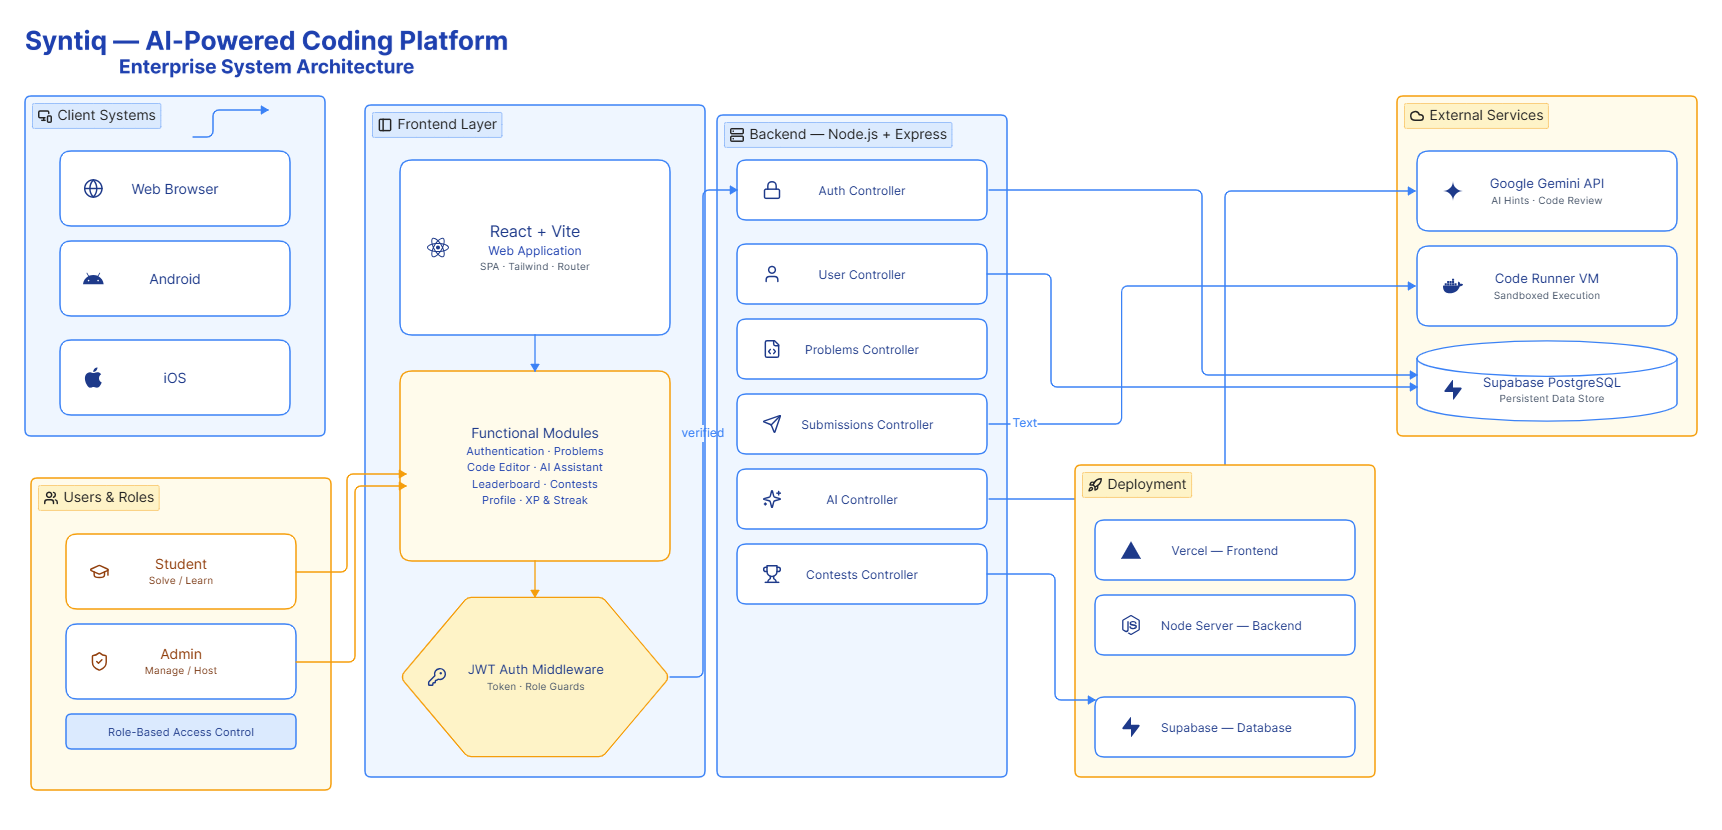 Syntiq — AI-Powered Coding Platform
Enterprise System Architecture
Client Systems
Web Browser
Android
iOS
Users & Roles
Student
Solve / Learn
Admin
Manage / Host
Role-Based Access Control
Frontend Layer
React + Vite
Web Application
SPA · Tailwind · Router
Functional Modules
Authentication · Problems
Code Editor · AI Assistant
Leaderboard · Contests
Profile · XP & Streak
JWT Auth Middleware
Token · Role Guards
verified
Backend — Node.js + Express
Auth Controller
User Controller
Problems Controller
Submissions Controller
AI Controller
Contests Controller
Text
Deployment
Vercel — Frontend
Node Server — Backend
Supabase — Database
External Services
Google Gemini API
AI Hints · Code Review
Code Runner VM
Sandboxed Execution
Supabase PostgreSQL
Persistent Data Store